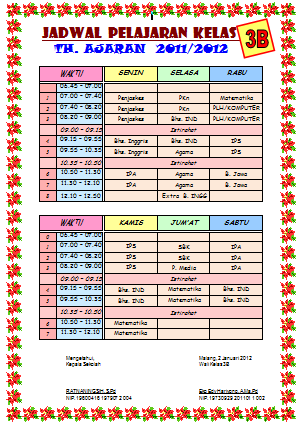 JADWAL PELAJARAN KELAS 3B
TH. AJARAN 2011/2012
WAKTU SENIN SELASA RABU
06.45 - 07.00
1 07.00 - 07.40 Penjaskes PKn Matematika
2 07.40 - 08.20 Penjaskes PKn PLH/KOMPUTER
3 08.20 - 09.00 Penjaskes Bhs. IND PLH/KOMPUTER
09.00 - 09.15 Istirahat
4 09.15 - 09.55 Bhs. Inggris Bhs. IND IPS
5 09.55 - 10.35 Bhs. Inggris Agama IPS
10.35 - 10.50 Istirahat
6 10.50 - 11.30 IPA Agama B. Jawa
7 11.30 - 12.10 IPA Agama B. Jawa
8 12.10 - 12.50 Extra B. INGG
WAKTU KAMIS JUM'AT SABTU
0 06.45 - 07.00
1 07.00 - 07.40 IPS SBK IPA
2 07.40 - 08.20 IPS SBK IPA
3 08.20 - 09.00 IPS P. Media IPA
09.00 - 09.15 Istirahat
4 09.15 - 09.55 Bhs. IND Matematika Bhs. IND
5 09.55 - 10.35 Bhs. IND Matematika Bhs. IND
10.35 - 10.50 Istirahat
6 10.50 - 11.30 Matematika
7 11.30 - 12.10 Matematika
Mengetahui, Malang, 2 Januari 2012
Kepala Sekolah Wali Kelas 3B
RATNANINGSIH, S.Pd
NIP. 19600416 197907 2 004 NIP. 19730929 201101 1 002